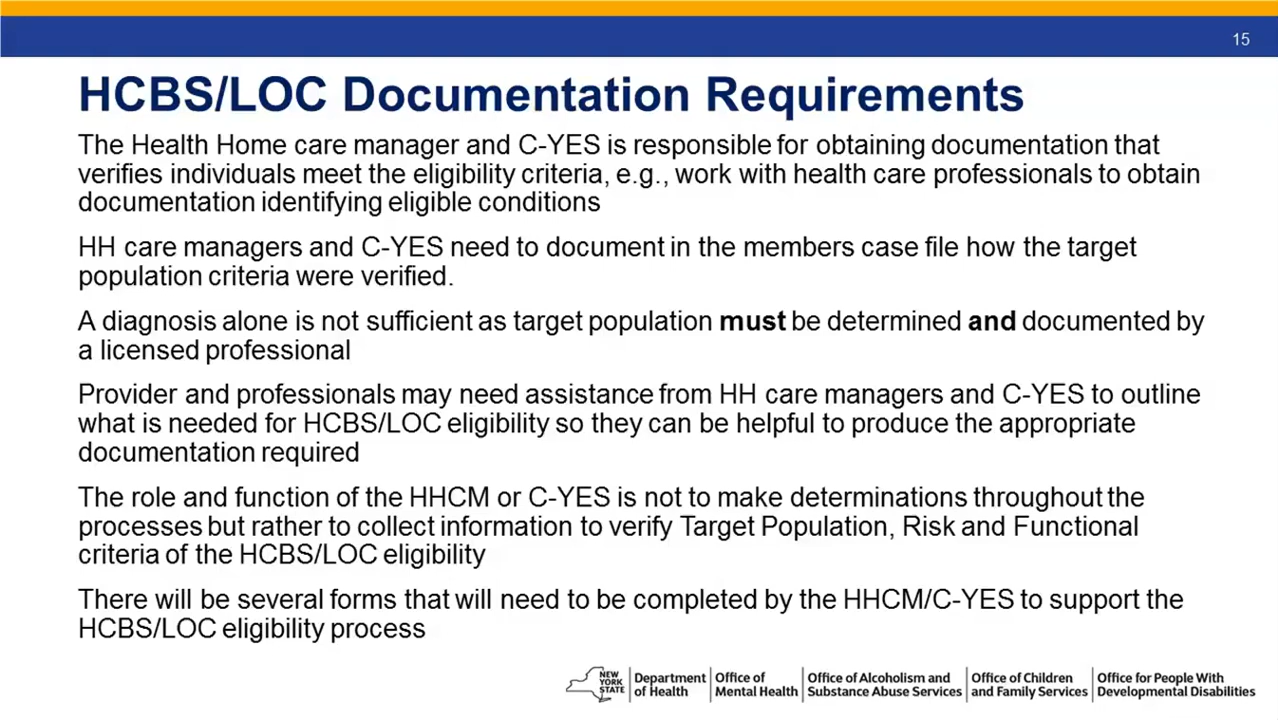 15
HCBS/LOC Documentation Requirements
The Health Home care manager and C-YES is responsible for obtaining documentation that
verifies individuals meet the eligibility criteria, e.g., work with health care professionals to obtain
documentation identifying eligible conditions
HH care managers and C-YES need to document in the members case file how the target
population criteria were verified.
A diagnosis alone is not sufficient as target population must be determined and documented by
a licensed professional
Provider and professionals may need assistance from HH care managers and C-YES to outline
what is needed for HCBS/LOC eligibility so they can be helpful to produce the appropriate
documentation required
The role and function of the HHCM or C-YES is not to make determinations throughout the
processes but rather to collect information to verify Target Population, Risk and Functional
criteria of the HCBS/LOC eligibility
There will be several forms that will need to be completed by the HHCM/C-YES to support the
HCBS/LOC eligibility process
NEW
YORK
STATE
Department
of Health
Office of
Mental Health
Office of Alcoholism and
Substance Abuse Services
Office of Children
and Family Services
Office for People With
Developmental Disabilities